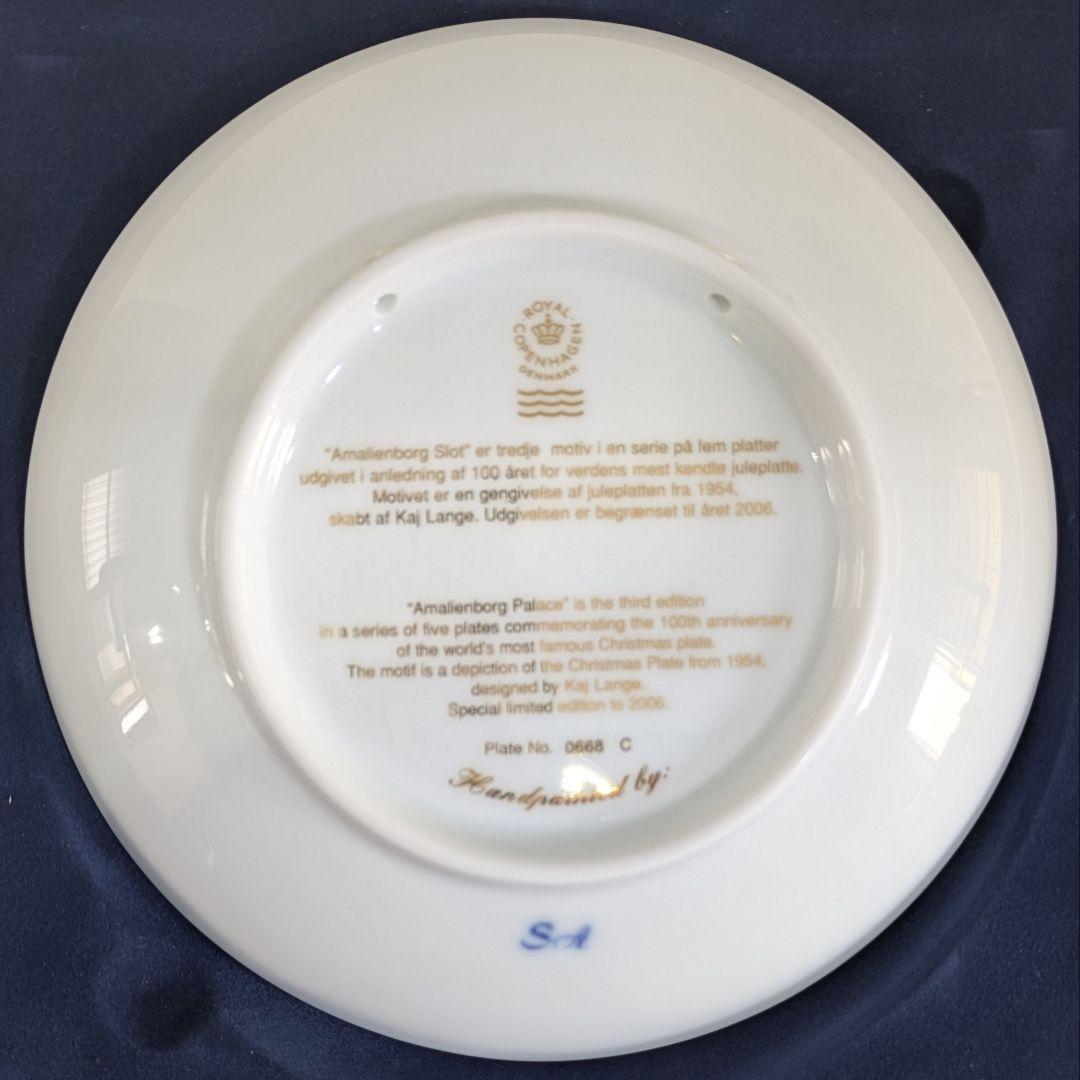 ROYAL
COPENHAGEN
DENMARK
"Amalienborg Slot" er tredje motiv i en serie på fem platter
udgivet i anledning af 100 året for verdens mest kendte juleplatte.
Motivet er en gengivelse af juleplatten fra 1954,
skabt af Kaj Lange. Udgivelsen er begrænset til året 2006.
"Amalienborg Palace" is the third edition
in a series of five plates commemorating the 100th anniversary
of the world's most famous Christmas plate.
The motif is a depiction of the Christmas Plate from 1954,
designed by Kaj Lange.
Special limited edition to 2006.
Plate No. 0668 C
Handpainted by:
SA